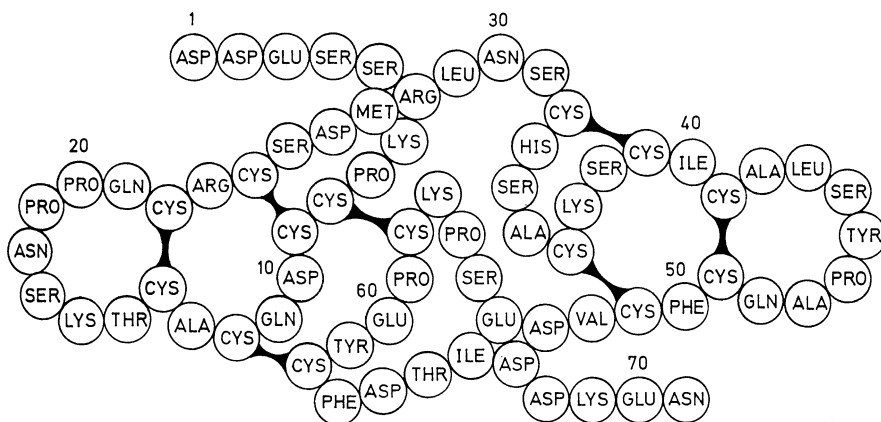 1
ASP ASP GLU SER SER LYS PRO CYS CYS ASP
10
GLN CYS ALA CYS THR LYS SER ASN PRO PRO
20
GLN CYS ARG CYS SER ASP MET ARG LEU ASN
30
SER CYS HIS SER ALA CYS LYS SER CYS ILE
40
CYS ALA LEU SER TYR PRO ALA GLN CYS PHE
50
CYS VAL ASP ILE THR ASP PHE CYS TYR GLU
60
PRO CYS LYS PRO SER GLU ASP ASP LYS GLU
70
ASN